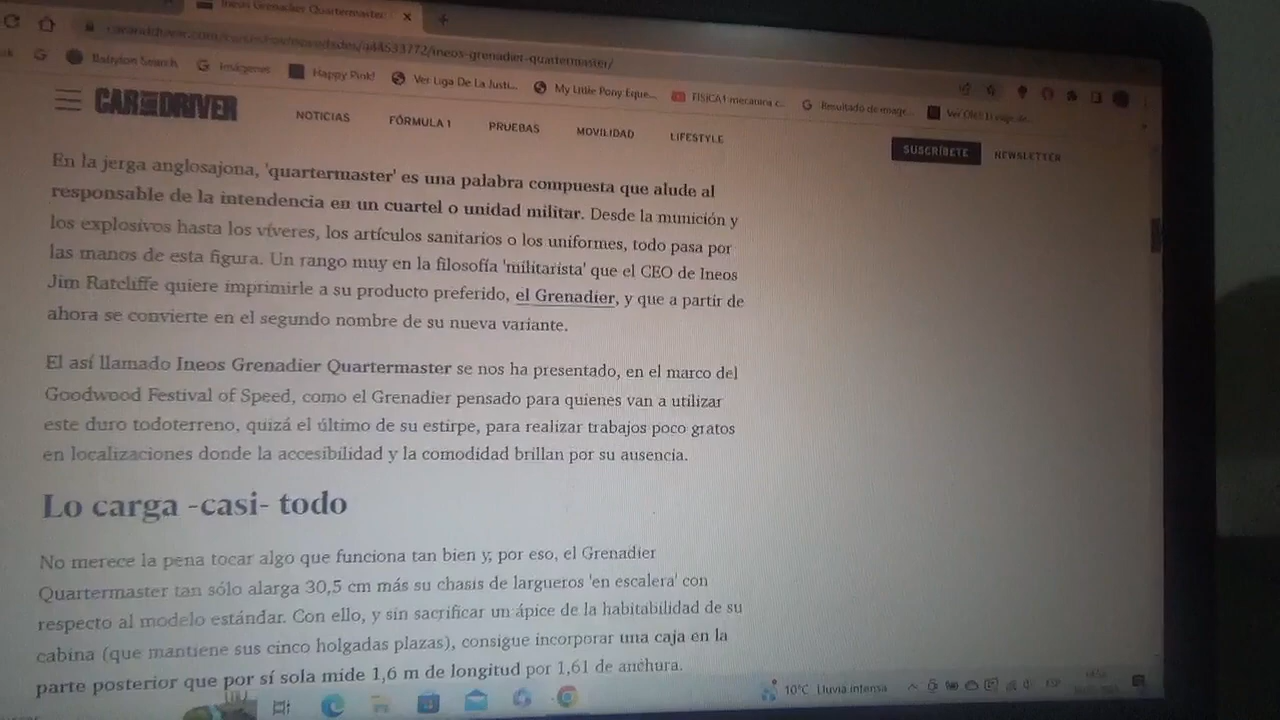 Ineos Grenadier Quartermaster:
caranddriver.com/es/coches/novedades/a44533772/ineos-grenadier-quartermaster/
Babylon Search Imágenes Happy Pink! Ver Liga De La Justi... My Little Pony Eque... FISICA1 mecanina c... Resultado de image...
CAR AND DRIVER
NOTICIAS FÓRMULA 1 PRUEBAS MOVILIDAD LIFESTYLE SUSCRÍBETE NEWSLETTER
En la jerga anglosajona, 'quartermaster' es una palabra compuesta que alude al
responsable de la intendencia en un cuartel o unidad militar. Desde la munición y
los explosivos hasta los víveres, los artículos sanitarios o los uniformes, todo pasa por
las manos de esta figura. Un rango muy en la filosofía 'militarista' que el CEO de Ineos
Jim Ratcliffe quiere imprimirle a su producto preferido, el Grenadier, y que a partir de
ahora se convierte en el segundo nombre de su nueva variante.
El así llamado Ineos Grenadier Quartermaster se nos ha presentado, en el marco del
Goodwood Festival of Speed, como el Grenadier pensado para quienes van a utilizar
este duro todoterreno, quizá el último de su estirpe, para realizar trabajos poco gratos
en localizaciones donde la accesibilidad y la comodidad brillan por su ausencia.
Lo carga -casi- todo
No merece la pena tocar algo que funciona tan bien y, por eso, el Grenadier
Quartermaster tan sólo alarga 30,5 cm más su chasis de largueros 'en escalera' con
respecto al modelo estándar. Con ello, y sin sacrificar un ápice de la habitabilidad de su
cabina (que mantiene sus cinco holgadas plazas), consigue incorporar una caja en la
parte posterior que por sí sola mide 1,6 m de longitud por 1,61 de anchura.
10°C Lluvia intensa ESP